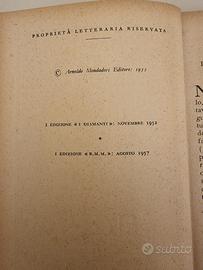 PROPRIETÀ LETTERARIA RISERVATA
© Arnoldo Mondadori Editore: 1952
I EDIZIONE «I DIAMANTI»: NOVEMBRE 1952
*
I EDIZIONE «B.M.M.»: AGOSTO 1957
subito